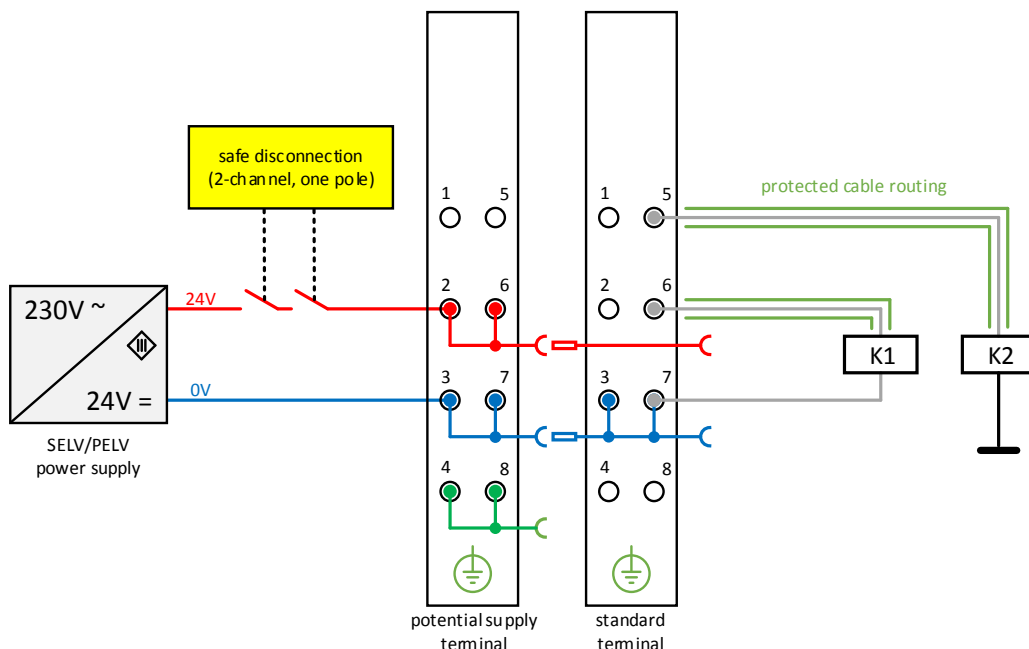 safe disconnection
(2-channel, one pole)
protected cable routing
1 5
1 5
230V ~
24V =
24V
2 6
2 6
K1
K2
0V
3 7
3 7
SELV/PELV
power supply
4 8
4 8
potential supply
terminal
standard
terminal